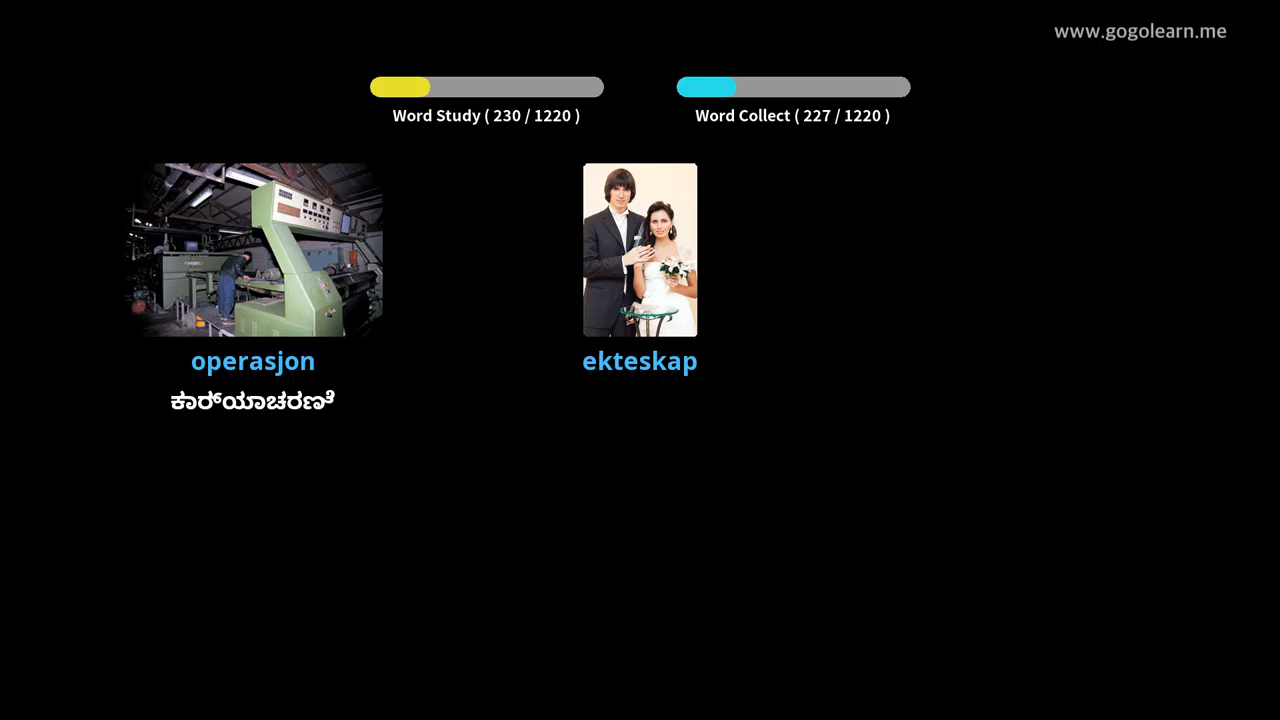 www.gogolearn.me
Word Study ( 230 / 1220 )
Word Collect ( 227 / 1220 )
operasjon
ekteskap
ಕಾರ‍್ಯಾಚರಣೆ